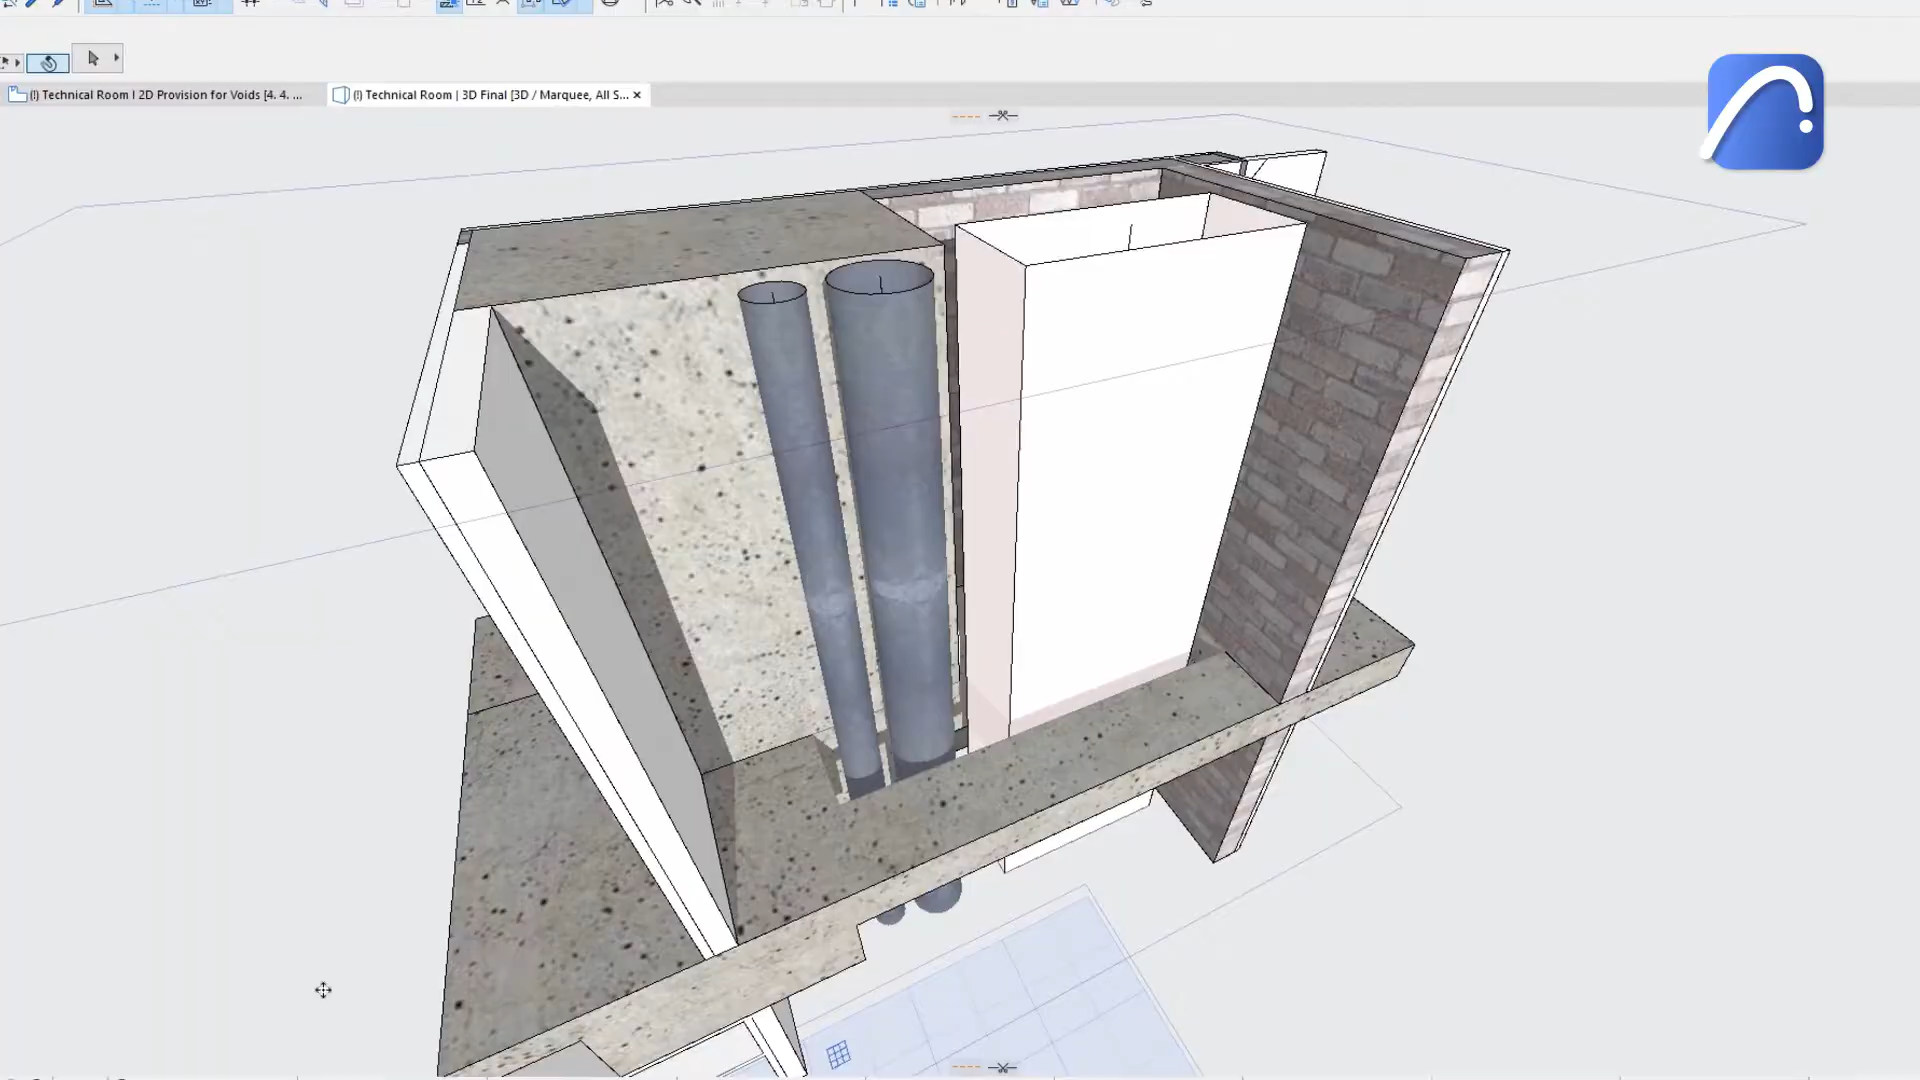 (!) Technical Room I 2D Provision for Voids [4. 4. ...
(!) Technical Room | 3D Final [3D / Marquee, All S...